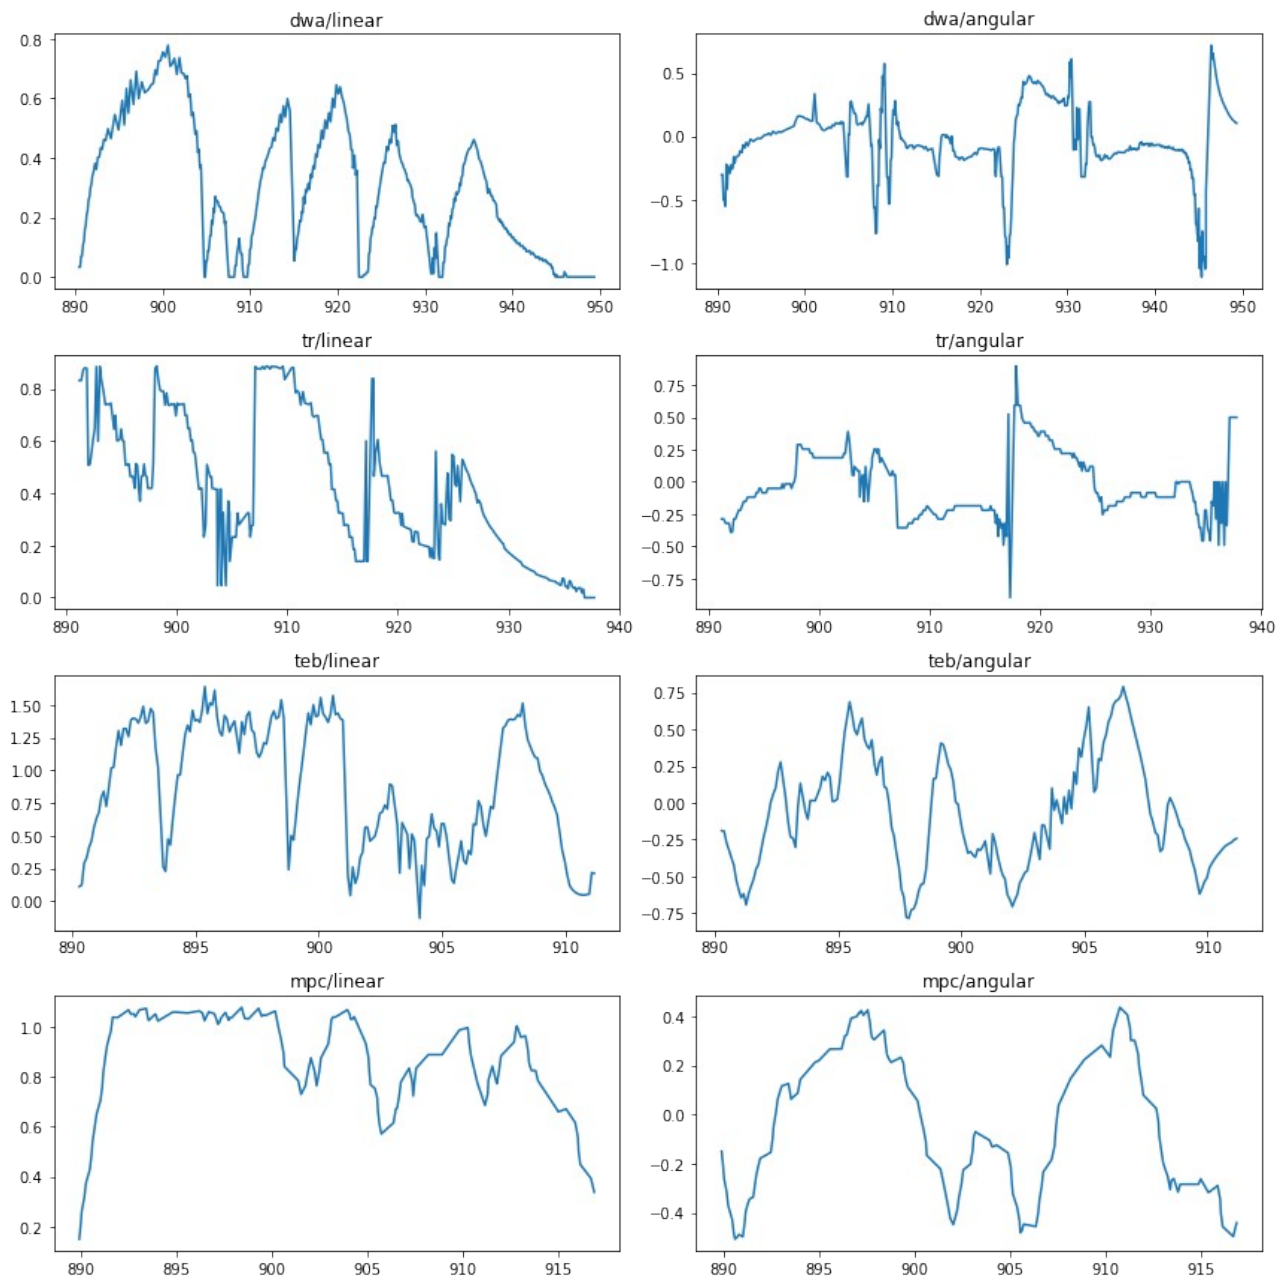 dwa/linear
0.8
0.6
0.4
0.2
0.0
890 900 910 920 930 940 950
dwa/angular
0.5
0.0
−0.5
−1.0
890 900 910 920 930 940 950
tr/linear
0.8
0.6
0.4
0.2
0.0
890 900 910 920 930 940
tr/angular
0.75
0.50
0.25
0.00
−0.25
−0.50
−0.75
890 900 910 920 930 940
teb/linear
1.50
1.25
1.00
0.75
0.50
0.25
0.00
890 895 900 905 910
teb/angular
0.75
0.50
0.25
0.00
−0.25
−0.50
−0.75
890 895 900 905 910
mpc/linear
1.0
0.8
0.6
0.4
0.2
890 895 900 905 910 915
mpc/angular
0.4
0.2
0.0
−0.2
−0.4
890 895 900 905 910 915